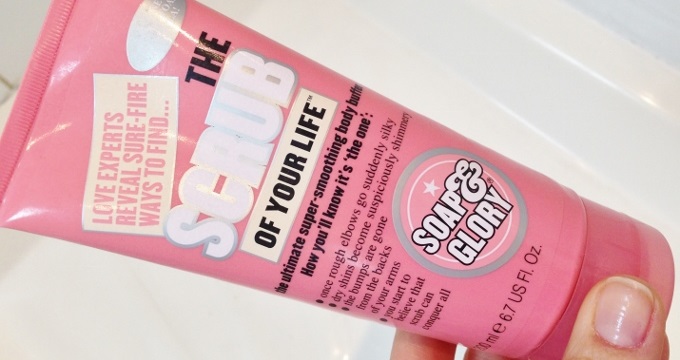 LOVE EXPERTS
REVEAL SURE-FIRE
WAYS TO FIND...
THE
SCRUB
OF YOUR LIFE™
the ultimate super-smoothing body buffer
How you'll know it's 'the one':
• once rough elbows go suddenly silky
• dry shins become suspiciously shimmery
• the bumps are gone
from the backs
of your arms
• you start to
believe that
scrub can
conquer all
SOAP&
GLORY
ml e 6.7 US Fl. Oz.